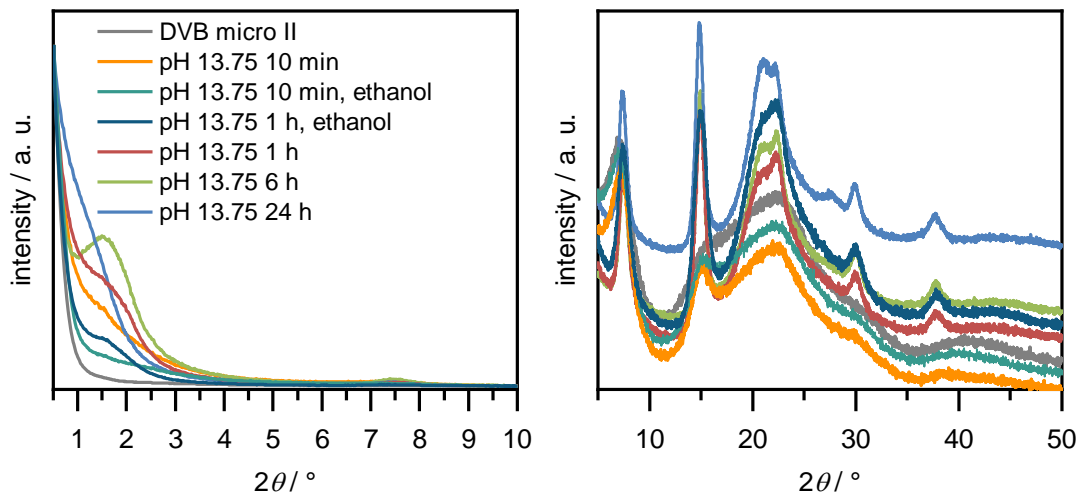 DVB micro II
pH 13.75 10 min
pH 13.75 10 min, ethanol
pH 13.75 1 h, ethanol
pH 13.75 1 h
pH 13.75 6 h
pH 13.75 24 h
intensity / a. u.
1 2 3 4 5 6 7 8 9 10
2θ / °
intensity / a. u.
10 20 30 40 50
2θ / °